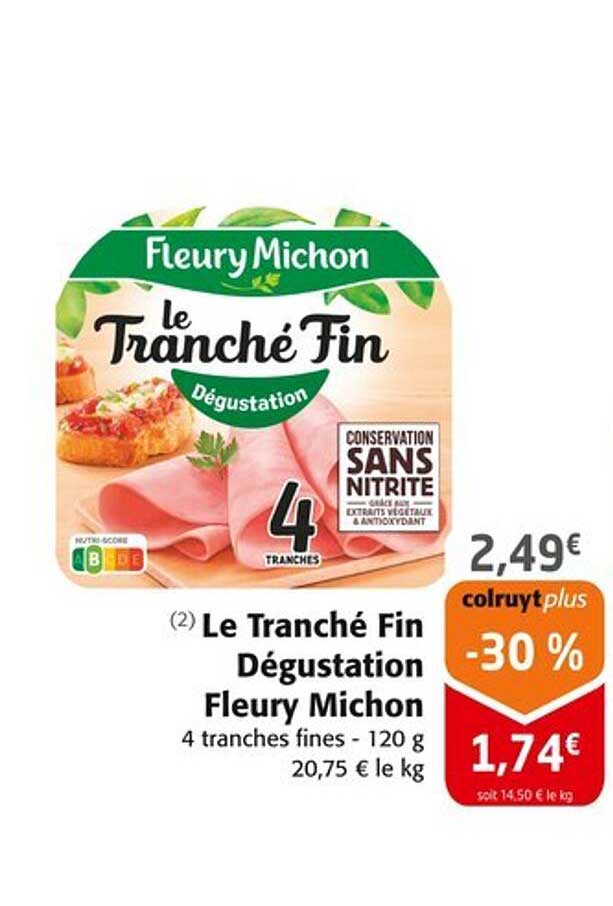 Fleury Michon
le
Tranché Fin
Dégustation
CONSERVATION
SANS
NITRITE
GRÂCE AUX
EXTRAITS VÉGÉTAUX
& ANTIOXYDANT
4
TRANCHES
NUTRI-SCORE
A B C D E
2,49€
colruyt plus
-30 %
1,74€
soit 14,50 € le kg
(2) Le Tranché Fin
Dégustation
Fleury Michon
4 tranches fines - 120 g
20,75 € le kg